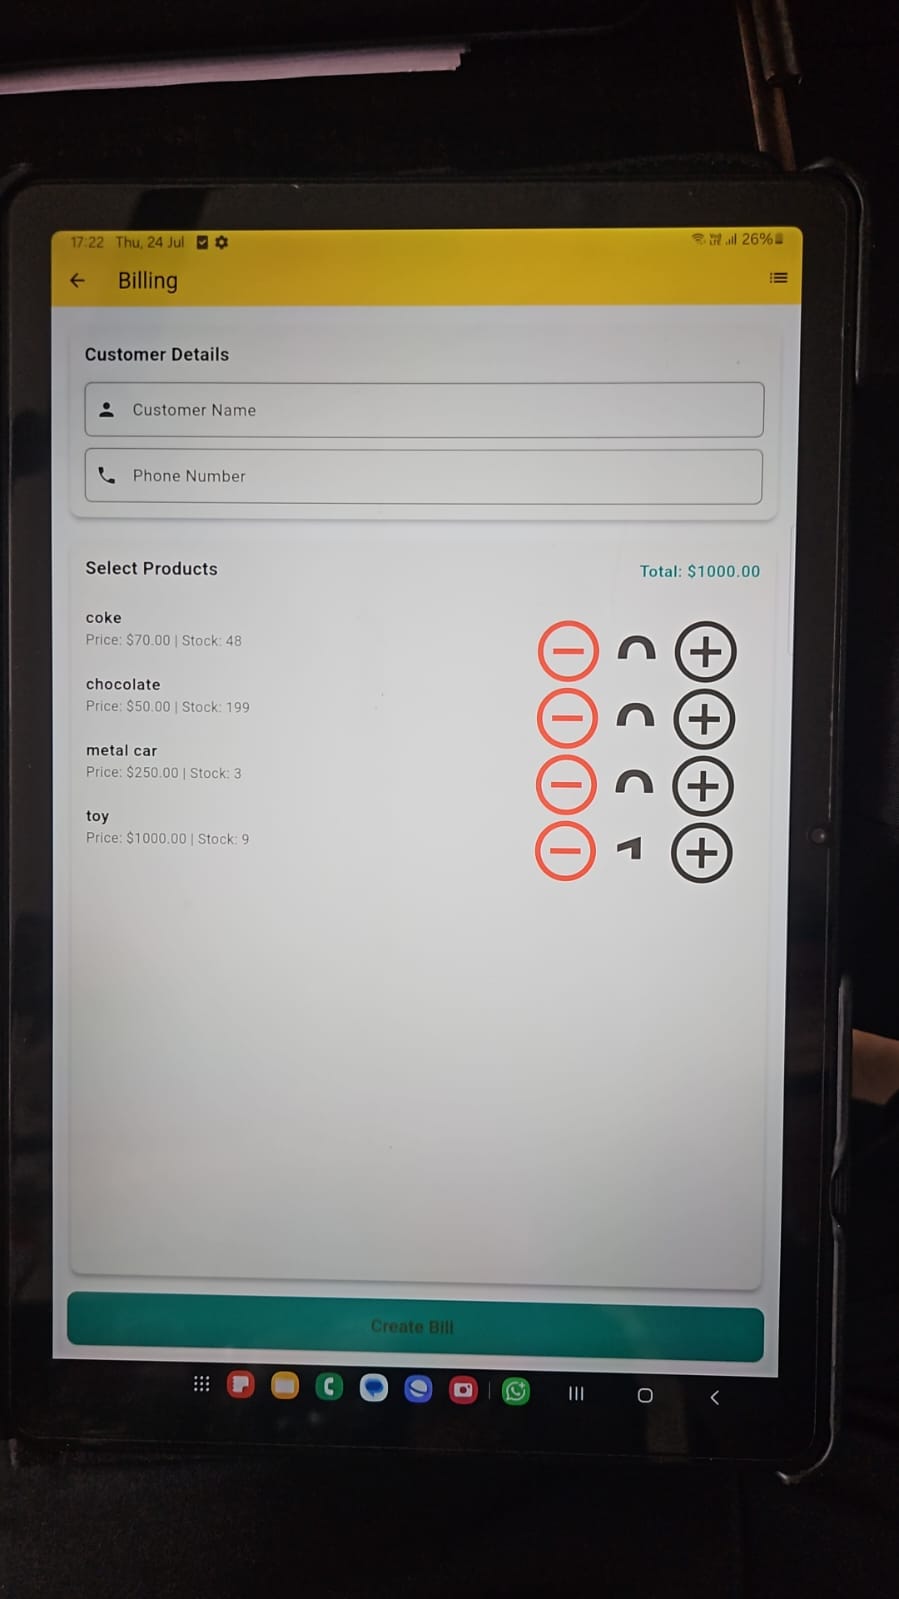 17:22 Thu, 24 Jul
26%
Billing
Customer Details
Customer Name
Phone Number
Select Products
Total: $1000.00
coke
Price: $70.00 | Stock: 48
chocolate
Price: $50.00 | Stock: 199
metal car
Price: $250.00 | Stock: 3
toy
Price: $1000.00 | Stock: 9
Create Bill